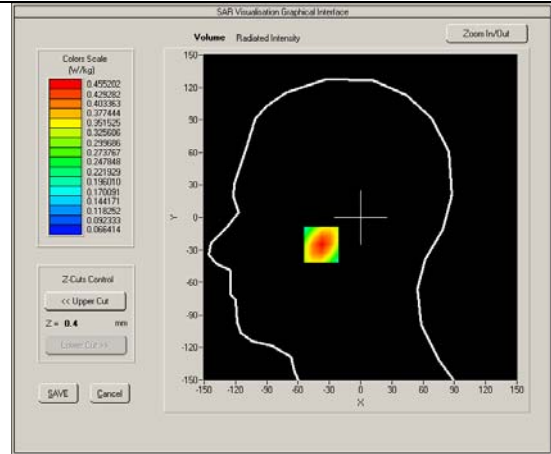 SAR Visualisation Graphical Interface
Volume Radiated Intensity
Zoom In/Out
Colors Scale
(W/kg)
0.455202
0.429282
0.403363
0.377444
0.351525
0.325606
0.299686
0.273767
0.247848
0.221929
0.196010
0.170091
0.144171
0.118252
0.092333
0.066414
Z-Cuts Control
<< Upper Cut
Z = 0.4 mm
Lower Cut >>
SAVE Cancel
150-
120-
90-
60-
30-
0-
-30-
-60-
-90-
-120-
-150-
Y
-150 -120 -90 -60 -30 0 30 60 90 120 150
X